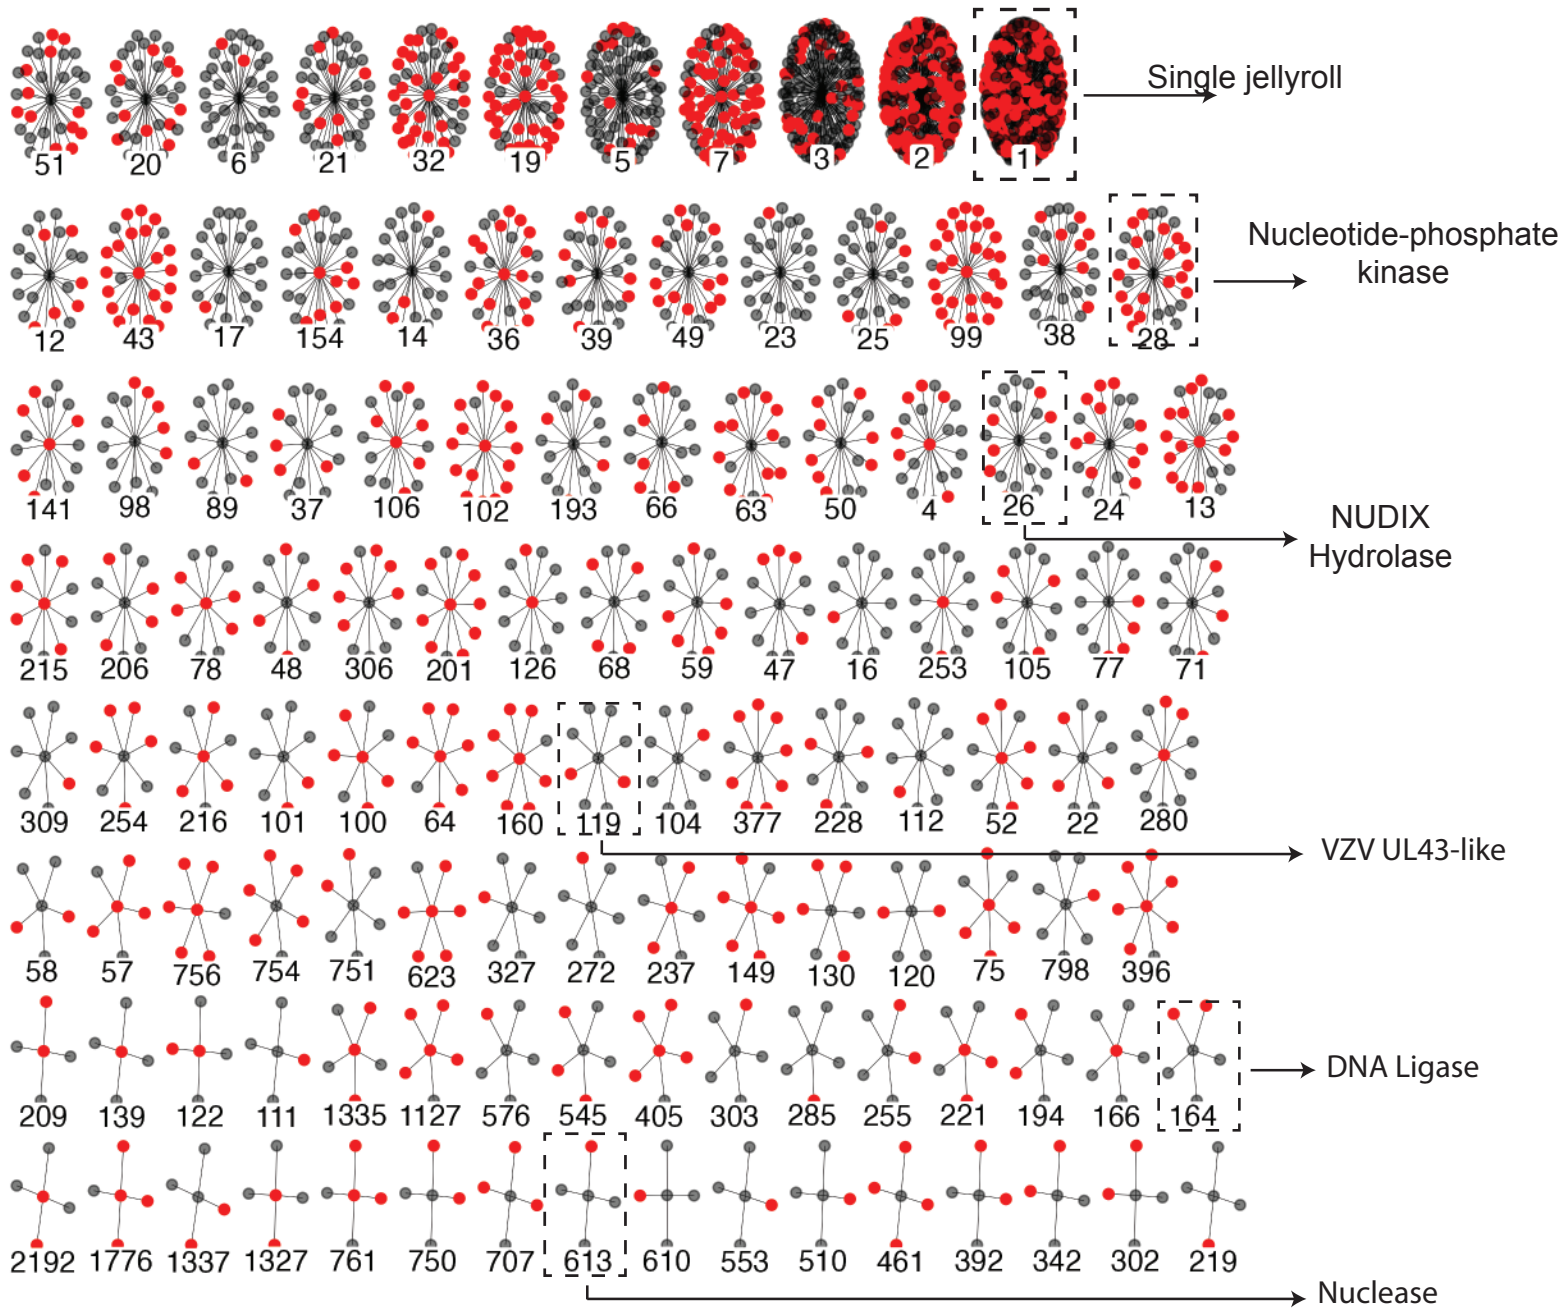 Single jellyroll
51 20 6 21 32 19 5 7 3 2 1
Nucleotide-phosphate
kinase
12 43 17 154 14 36 39 49 23 25 99 38 28
141 98 89 37 106 102 193 66 63 50 4 26 24 13
NUDIX
Hydrolase
215 206 78 48 306 201 126 68 59 47 16 253 105 77 71
309 254 216 101 100 64 160 119 104 377 228 112 52 22 280
VZV UL43-like
58 57 756 754 751 623 327 272 237 149 130 120 75 798 396
DNA Ligase
209 139 122 111 1335 1127 576 545 405 303 285 255 221 194 166 164
2192 1776 1337 1327 761 750 707 613 610 553 510 461 392 342 302 219
Nuclease